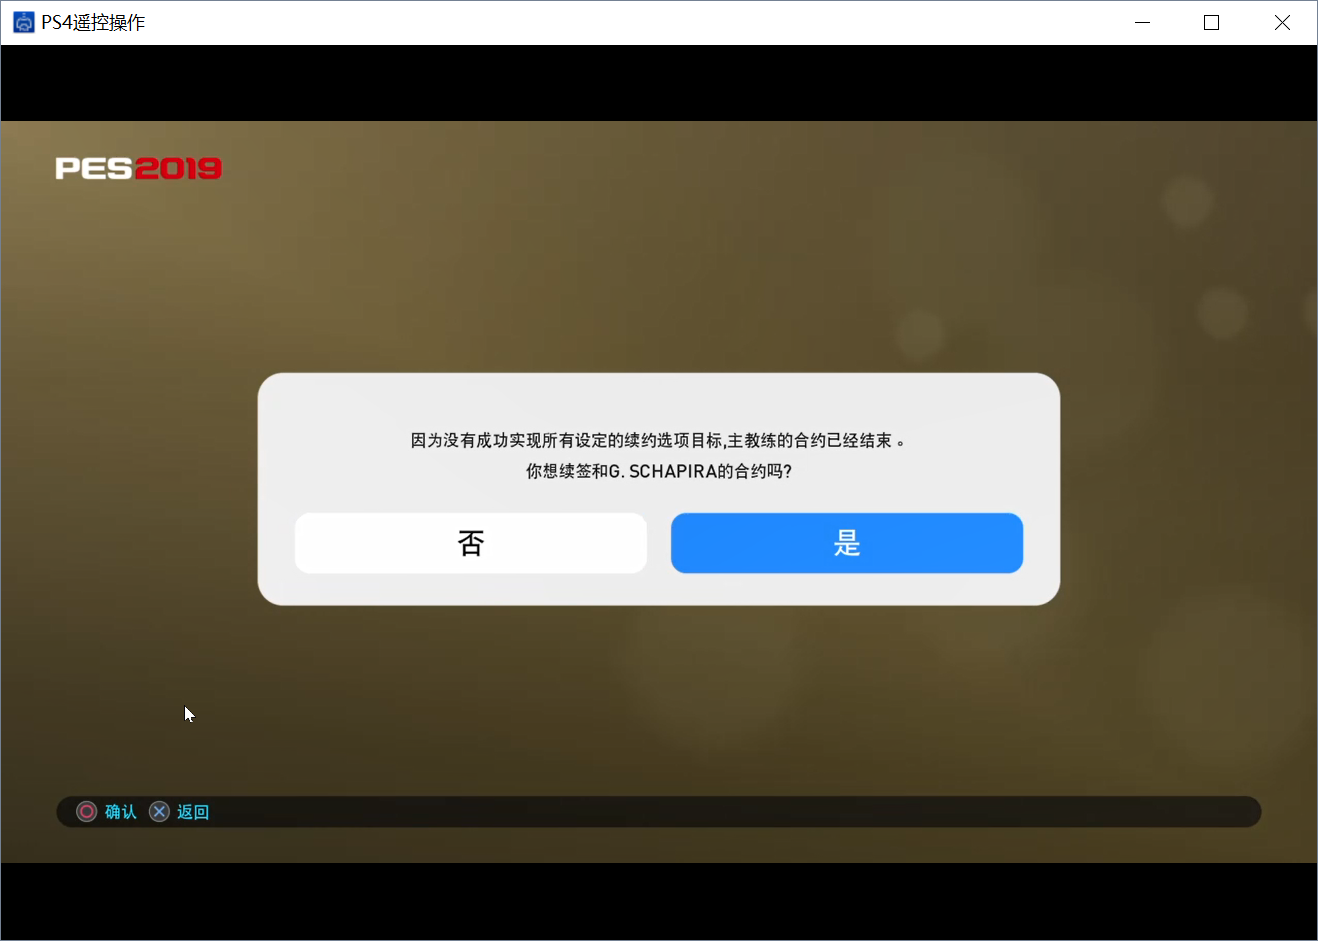 PS4遥控操作
PES2019
因为没有成功实现所有设定的续约选项目标,主教练的合约已经结束。
你想续签和G. SCHAPIRA的合约吗?
否
是
确认 返回